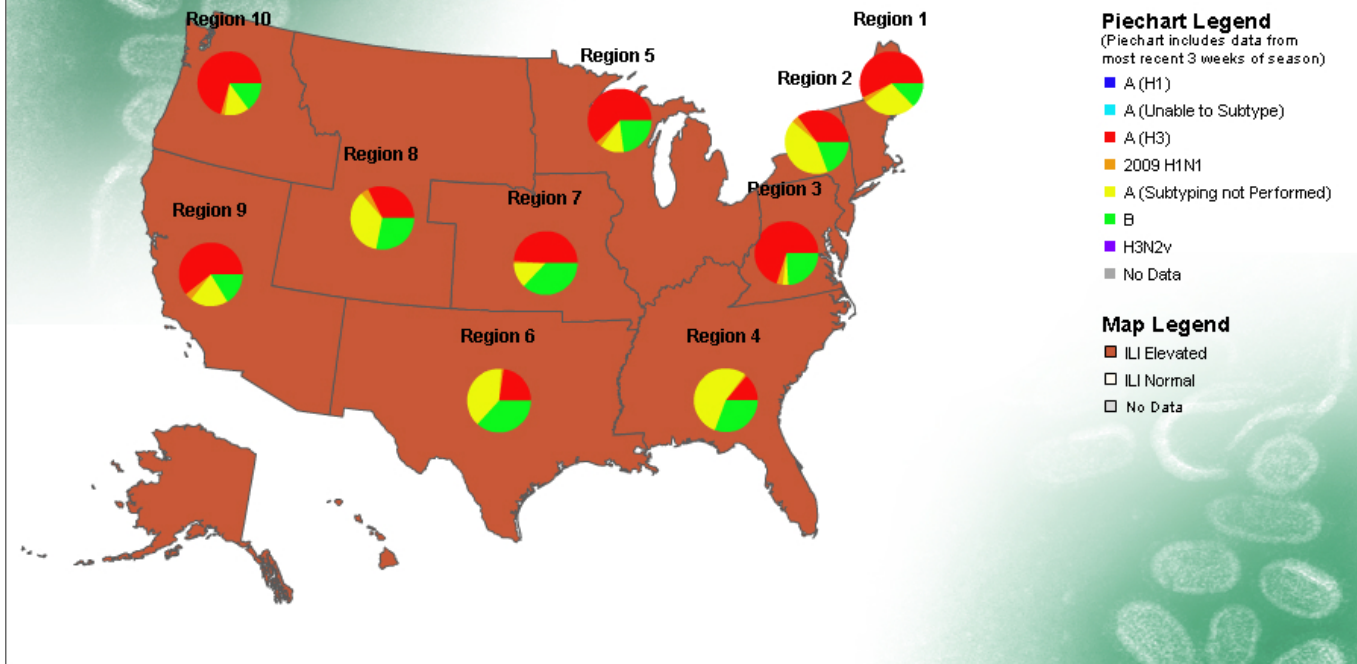 Region 10
Region 1
Region 5
Region 2
Region 8
Region 3
Region 7
Region 9
Region 6
Region 4
Piechart Legend
(Piechart includes data from
most recent 3 weeks of season)
A (H1)
A (Unable to Subtype)
A (H3)
2009 H1N1
A (Subtyping not Performed)
B
H3N2v
No Data
Map Legend
ILI Elevated
ILI Normal
No Data